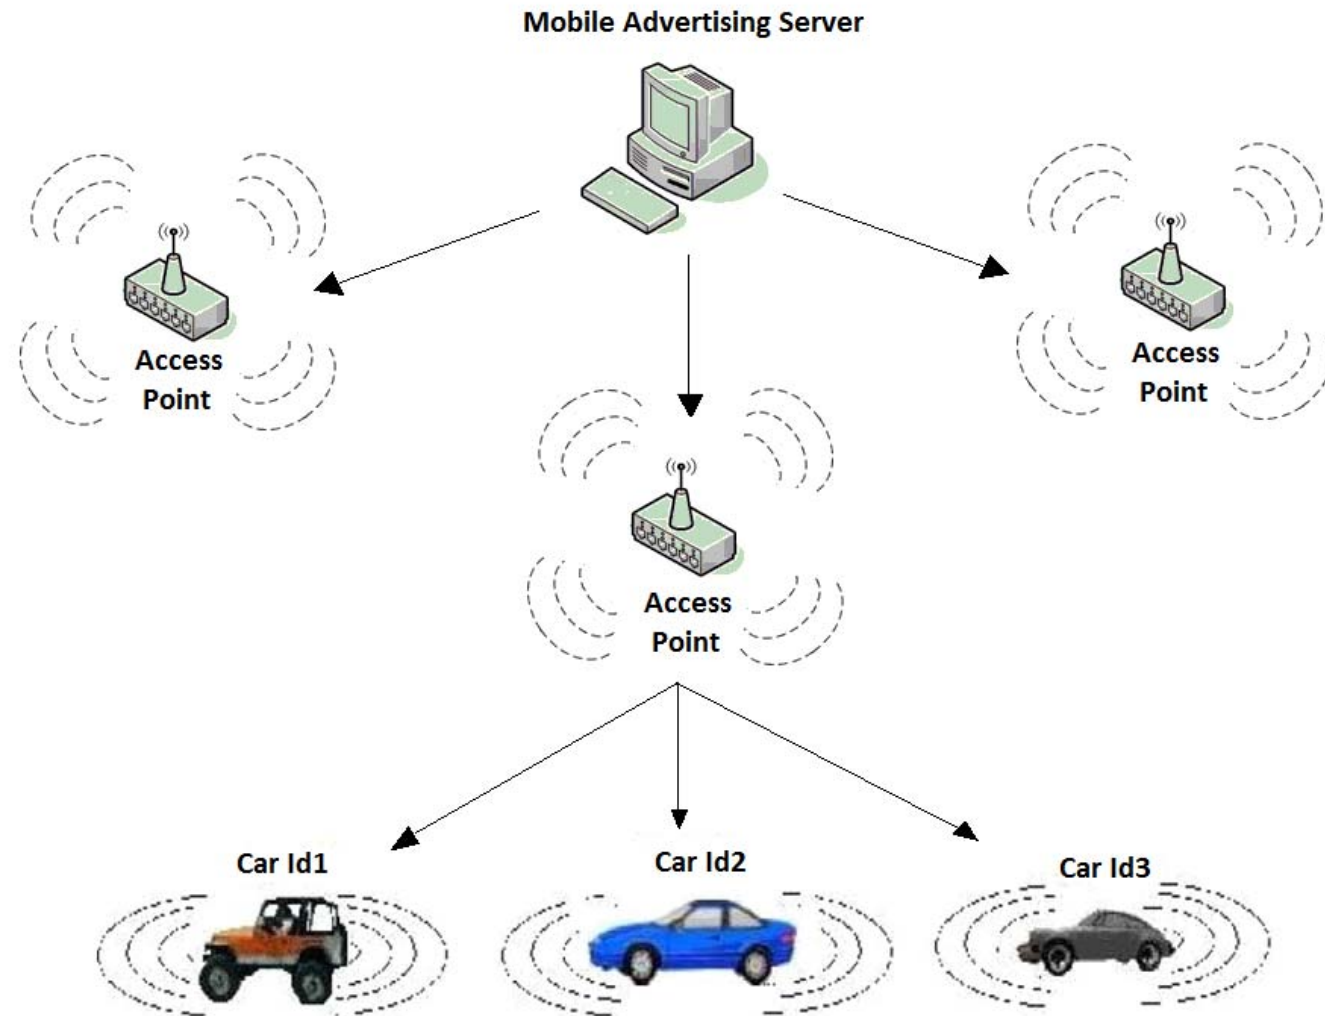 Mobile Advertising Server
Access
Point
Access
Point
Access
Point
Car Id1
Car Id2
Car Id3